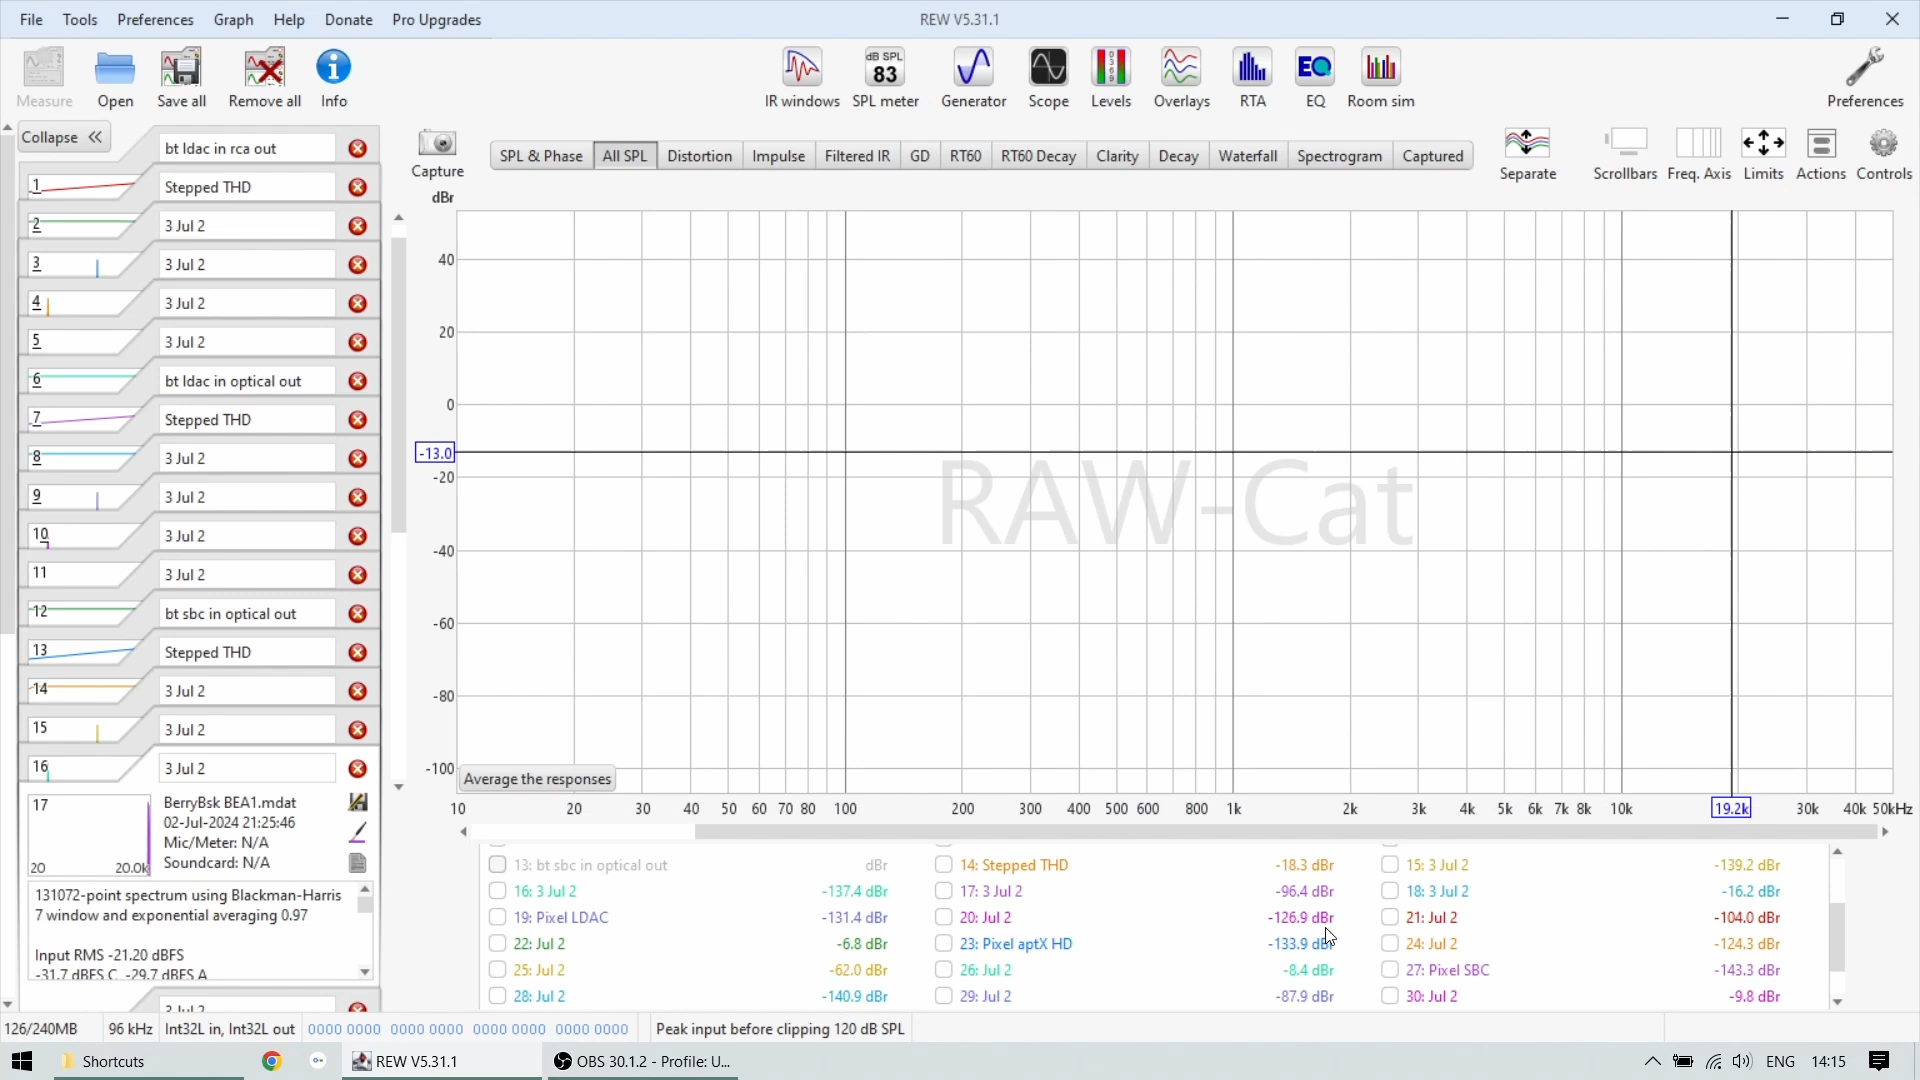 File Tools Preferences Graph Help Donate Pro Upgrades
REW V5.31.1
Measure Open Save all Remove all Info
dB SPL
83
EQ
IR windows SPL meter Generator Scope Levels Overlays RTA EQ Room sim
Preferences
Collapse
Capture
SPL & Phase All SPL Distortion Impulse Filtered IR GD RT60 RT60 Decay Clarity Decay Waterfall Spectrogram Captured
Separate Scrollbars Freq. Axis Limits Actions Controls
bt ldac in rca out
1 Stepped THD
2 3 Jul 2
3 3 Jul 2
4 3 Jul 2
5 3 Jul 2
6 bt ldac in optical out
7 Stepped THD
8 3 Jul 2
9 3 Jul 2
10 3 Jul 2
11 3 Jul 2
12 bt sbc in optical out
13 Stepped THD
14 3 Jul 2
15 3 Jul 2
16 3 Jul 2
17
20 20.0k
BerryBsk BEA1.mdat
02-Jul-2024 21:25:46
Mic/Meter: N/A
Soundcard: N/A
131072-point spectrum using Blackman-Harris
7 window and exponential averaging 0.97
Input RMS -21.20 dBFS
-31.7 dBFS C, -29.7 dBFS A
3 Jul 2
dBr
40
20
0
-13.0
-20
-40
-60
-80
-100
RAW-Cat
Average the responses
10 20 30 40 50 60 70 80 100 200 300 400 500 600 800 1k 2k 3k 4k 5k 6k 7k 8k 10k 19.2k 30k 40k 50kHz
13: bt sbc in optical out dBr 14: Stepped THD -18.3 dBr 15: 3 Jul 2 -139.2 dBr
16: 3 Jul 2 -137.4 dBr 17: 3 Jul 2 -96.4 dBr 18: 3 Jul 2 -16.2 dBr
19: Pixel LDAC -131.4 dBr 20: Jul 2 -126.9 dBr 21: Jul 2 -104.0 dBr
22: Jul 2 -6.8 dBr 23: Pixel aptX HD -133.9 dBr 24: Jul 2 -124.3 dBr
25: Jul 2 -62.0 dBr 26: Jul 2 -8.4 dBr 27: Pixel SBC -143.3 dBr
28: Jul 2 -140.9 dBr 29: Jul 2 -87.9 dBr 30: Jul 2 -9.8 dBr
126/240MB 96 kHz Int32L in, Int32L out 0000 0000 0000 0000 0000 0000 0000 0000 Peak input before clipping 120 dB SPL
Shortcuts REW V5.31.1 OBS 30.1.2 - Profile: U... ENG 14:15